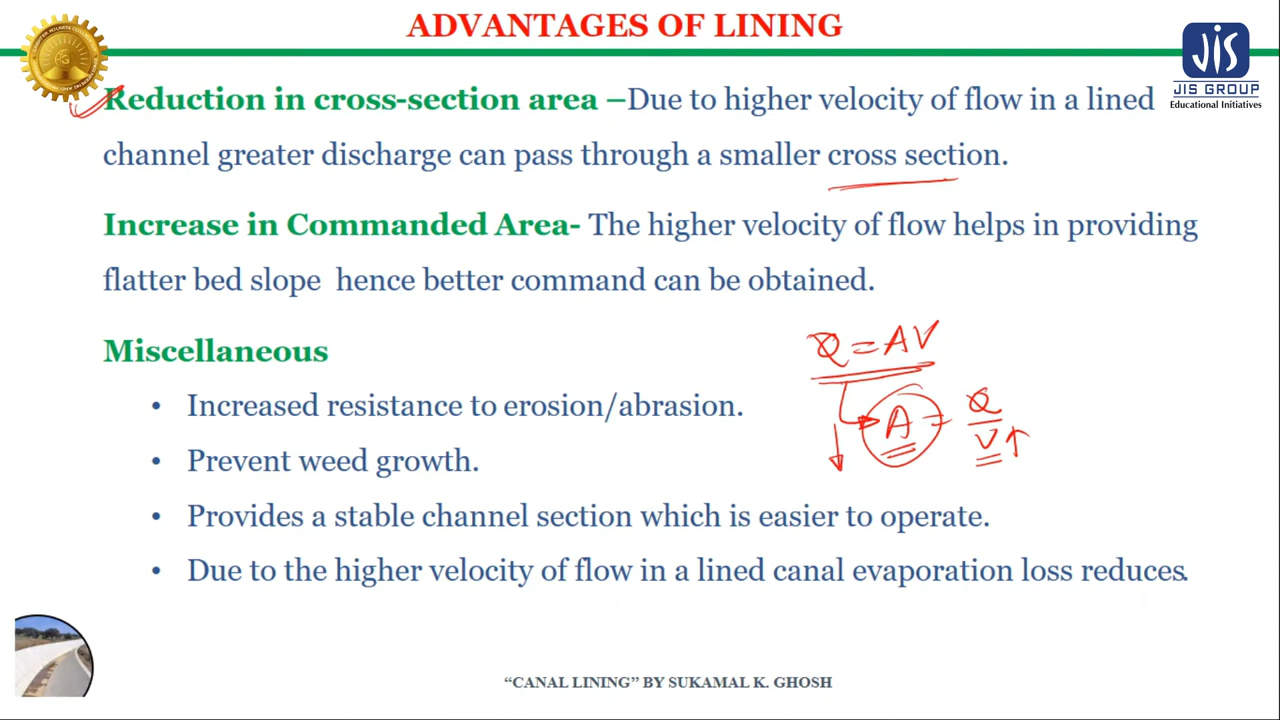 ADVANTAGES OF LINING
JIS
JIS GROUP
Educational Initiatives
Reduction in cross-section area –Due to higher velocity of flow in a lined
channel greater discharge can pass through a smaller cross section.
Increase in Commanded Area- The higher velocity of flow helps in providing
flatter bed slope hence better command can be obtained.
Miscellaneous
Q = AV
• Increased resistance to erosion/abrasion.
A = Q/V↑
• Prevent weed growth.
• Provides a stable channel section which is easier to operate.
• Due to the higher velocity of flow in a lined canal evaporation loss reduces.
“CANAL LINING” BY SUKAMAL K. GHOSH